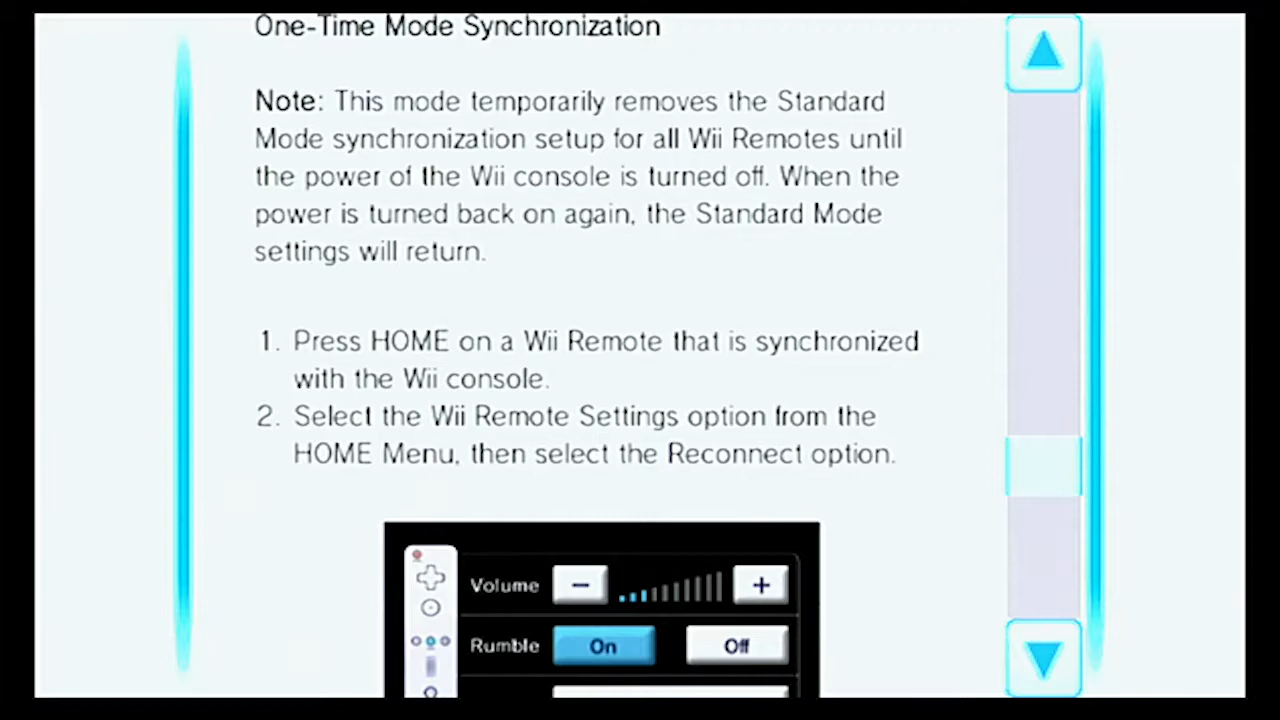 One-Time Mode Synchronization
Note: This mode temporarily removes the Standard
Mode synchronization setup for all Wii Remotes until
the power of the Wii console is turned off. When the
power is turned back on again, the Standard Mode
settings will return.
1. Press HOME on a Wii Remote that is synchronized
with the Wii console.
2. Select the Wii Remote Settings option from the
HOME Menu, then select the Reconnect option.
Volume − +
Rumble On Off